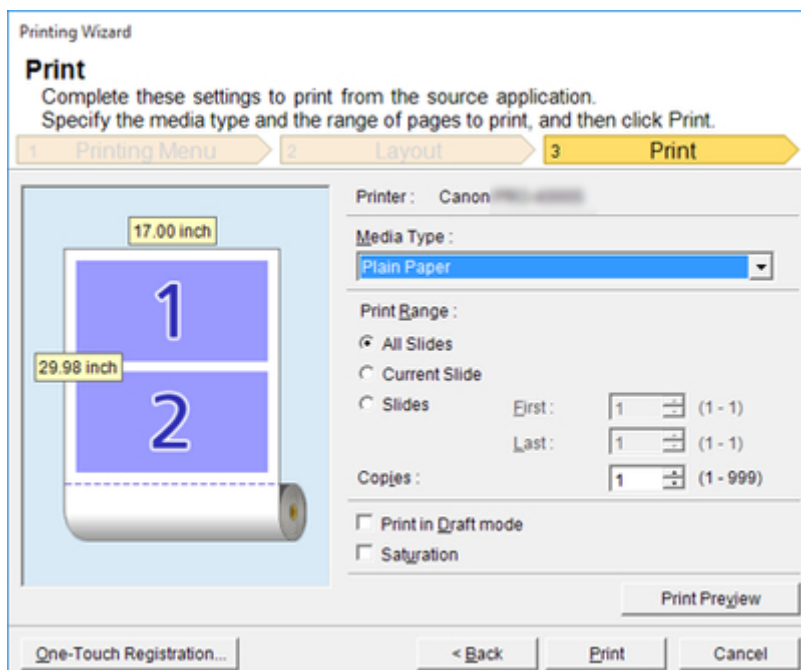 Printing Wizard
Print
Complete these settings to print from the source application.
Specify the media type and the range of pages to print, and then click Print.
1 Printing Menu 2 Layout 3 Print
Printer : Canon
17.00 inch
Media Type :
Plain Paper
1
Print Range :
All Slides
29.98 inch
Current Slide
2
Slides First : 1 (1 - 1)
Last : 1 (1 - 1)
Copies : 1 (1 - 999)
Print in Draft mode
Saturation
Print Preview
One-Touch Registration... < Back Print Cancel